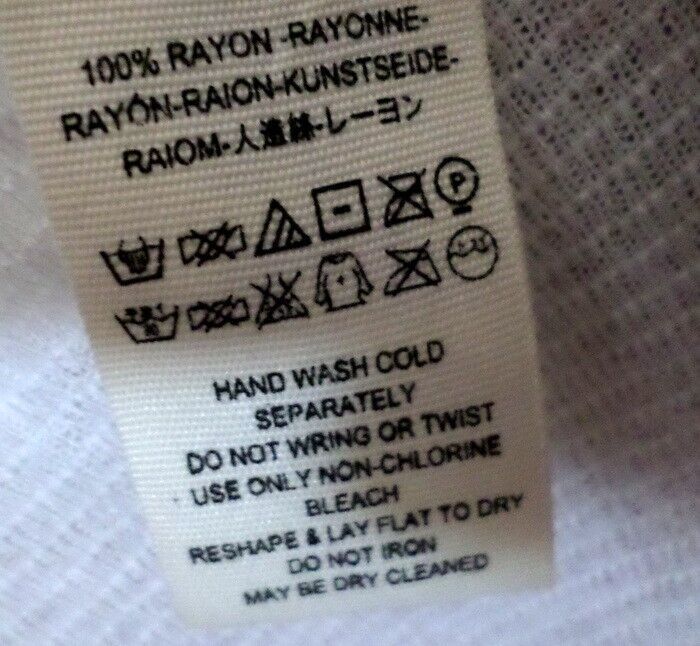 100% RAYON -RAYONNE-
RAYÓN-RAION-KUNSTSEIDE-
RAIOM-人造絲-レーヨン
P
HAND WASH COLD
SEPARATELY
DO NOT WRING OR TWIST
USE ONLY NON-CHLORINE
BLEACH
RESHAPE & LAY FLAT TO DRY
DO NOT IRON
MAY BE DRY CLEANED